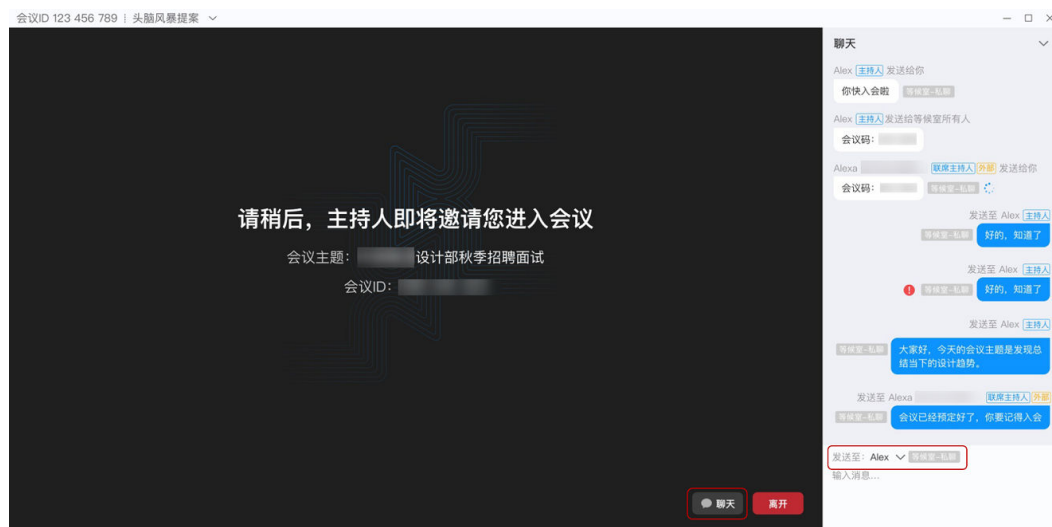 会议ID 123 456 789 | 头脑风暴提案
请稍后，主持人即将邀请您进入会议
会议主题：
设计部秋季招聘面试
会议ID：
聊天
离开
聊天
Alex 主持人 发送给你
你快入会啦 等候室-私聊
Alex 主持人 发送给等候室所有人
会议码：
Alexa 联席主持人 外部 发送给你
会议码： 等候室-私聊
发送至 Alex 主持人
等候室-私聊 好的，知道了
发送至 Alex 主持人
等候室-私聊 好的，知道了
发送至 Alex 主持人
等候室-私聊 大家好，今天的会议主题是发现总
结当下的设计趋势。
发送至 Alexa 联席主持人 外部
等候室-私聊 会议已经预定好了，你要记得入会
发送至：Alex 等候室-私聊
输入消息...